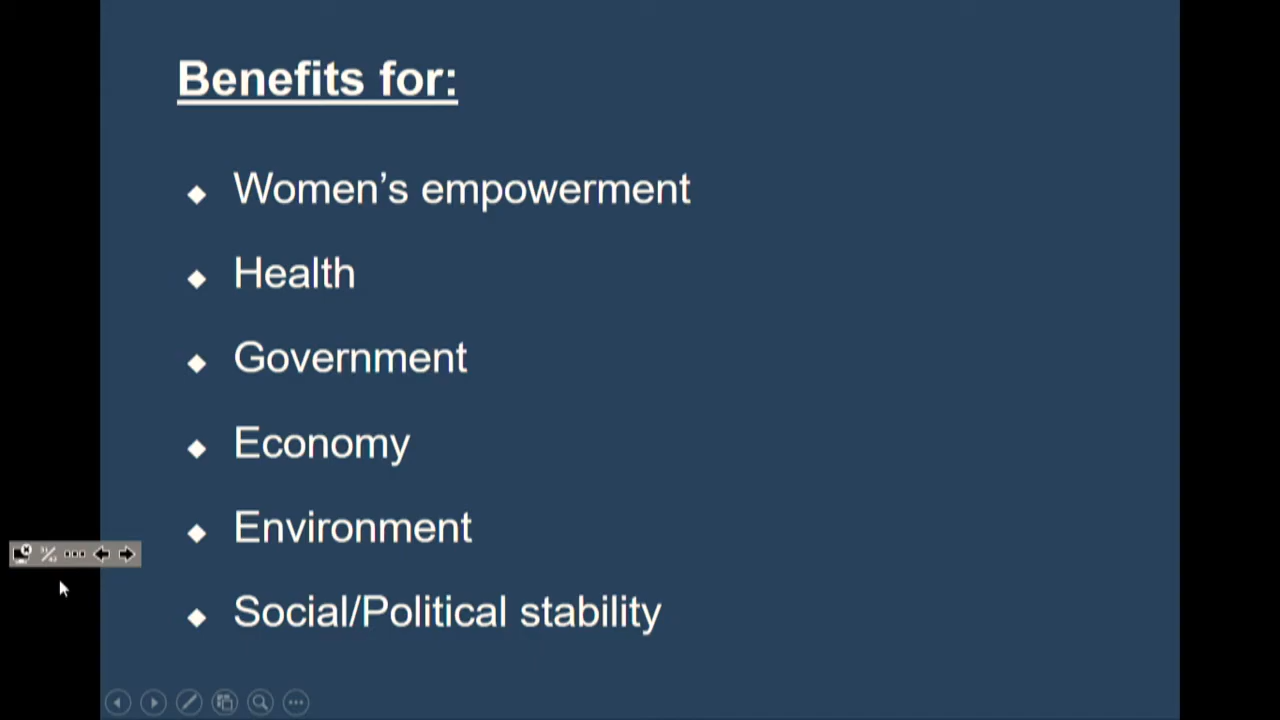 Benefits for:
Women’s empowerment
Health
Government
Economy
Environment
Social/Political stability